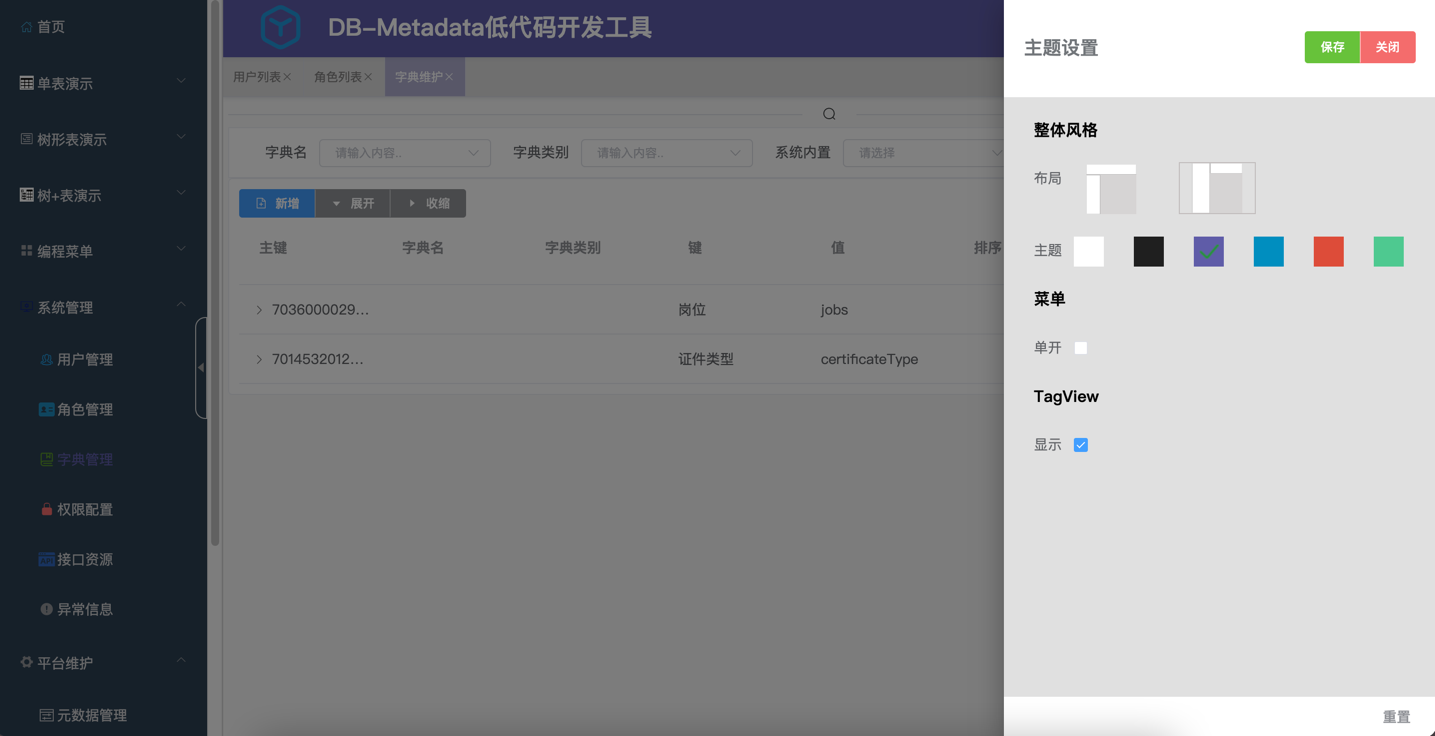 首页
单表演示
树形表演示
树+表演示
编程菜单
系统管理
用户管理
角色管理
字典管理
权限配置
API
接口资源
异常信息
平台维护
元数据管理
DB-Metadata低代码开发工具
用户列表 角色列表 字典维护
字典名 请输入内容.. 字典类别 请输入内容.. 系统内置 请选择
新增 展开 收缩
主键 字典名 字典类别 键 值 排序
7036000029... 岗位 jobs
7014532012... 证件类型 certificateType
主题设置
保存 关闭
整体风格
布局
主题
菜单
单开
TagView
显示
重置